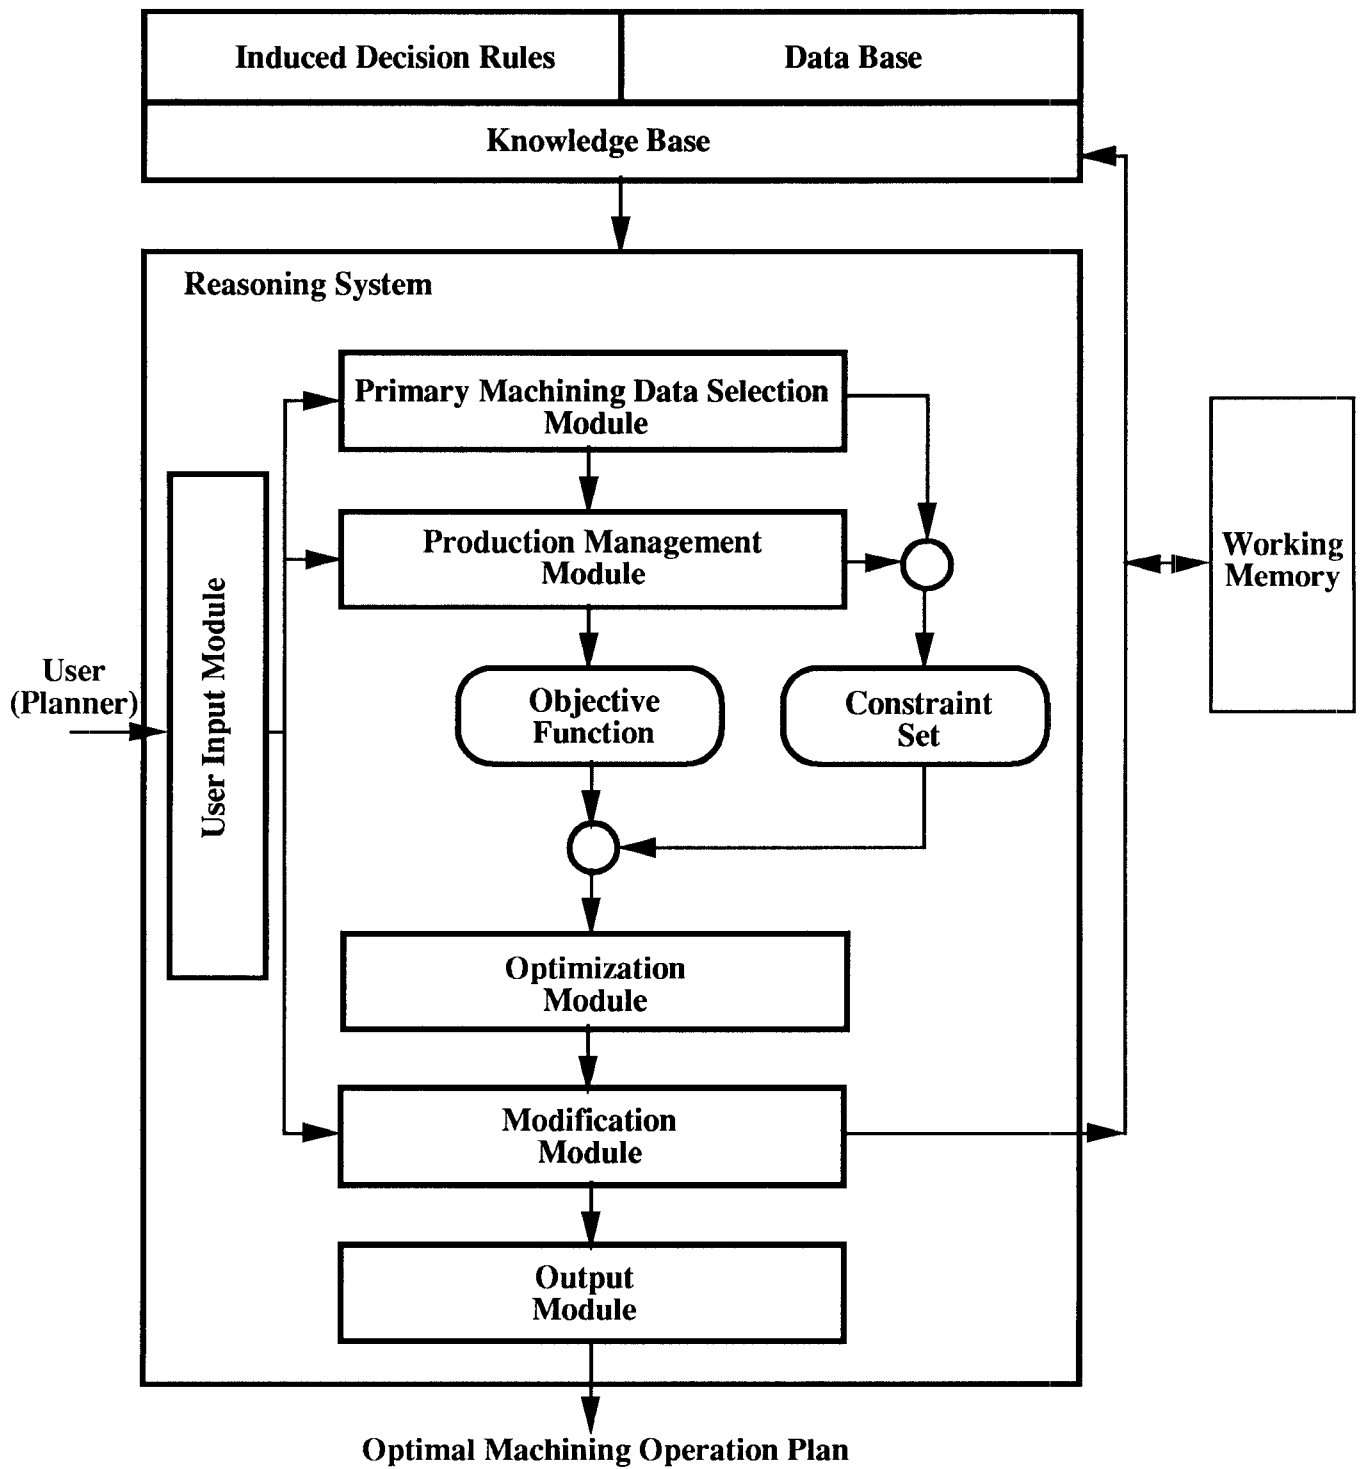 Induced Decision Rules
Data Base
Knowledge Base
Reasoning System
Primary Machining Data Selection
Module
Production Management
Module
Working
Memory
User Input Module
User
(Planner)
Objective
Function
Constraint
Set
Optimization
Module
Modification
Module
Output
Module
Optimal Machining Operation Plan